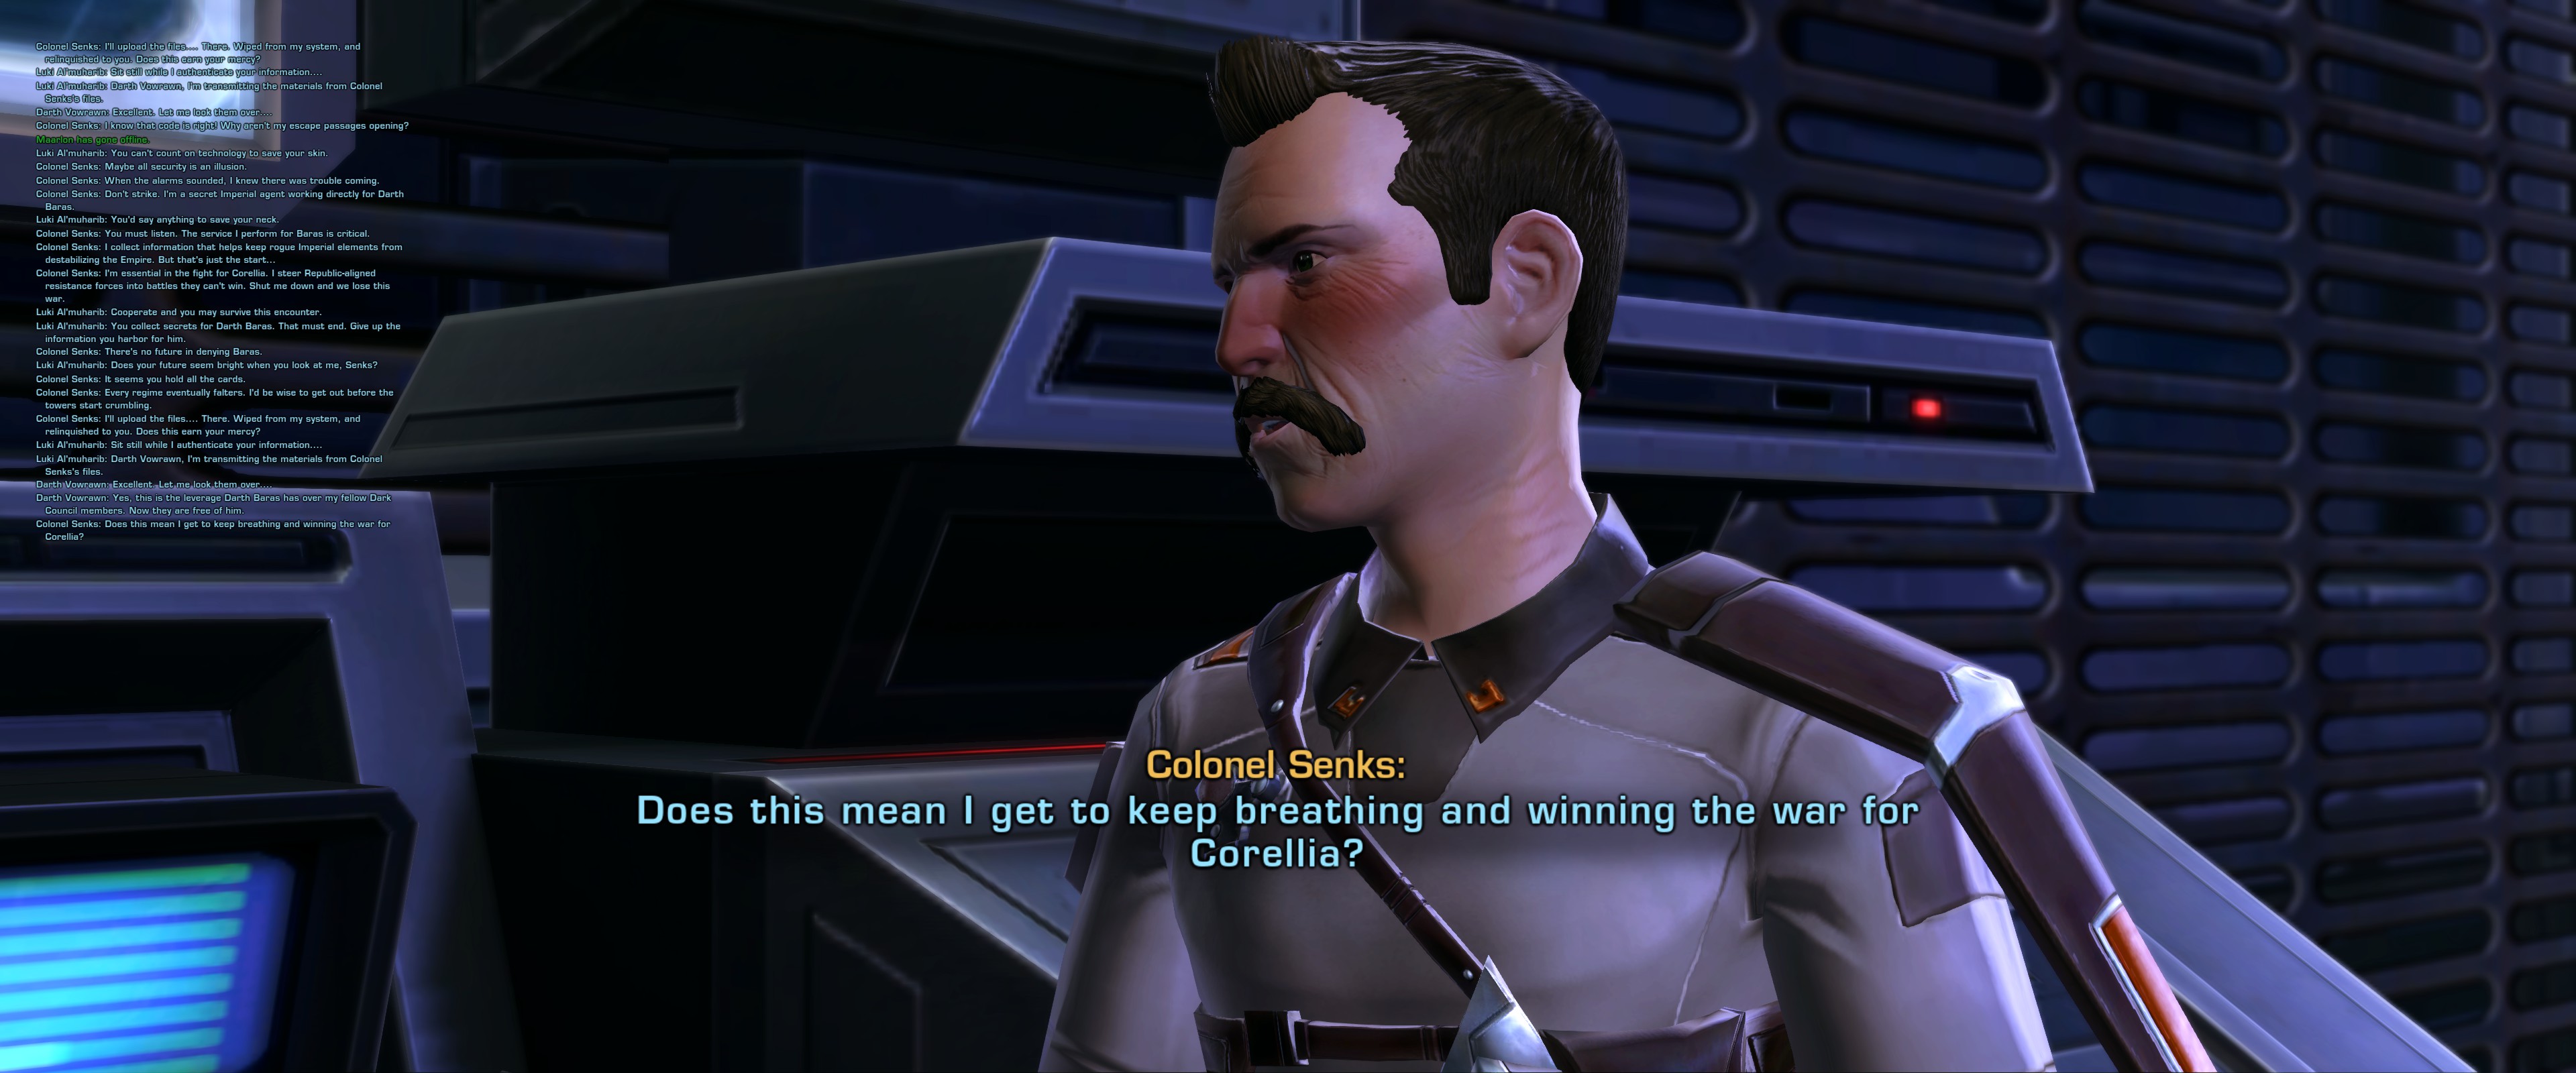 Colonel Senks: I'll upload the files.... There. Wiped from my system, and
relinquished to you. Does this earn your mercy?
Luki Al'muharib: Sit still while I authenticate your information....
Luki Al'muharib: Darth Vowrawn, I'm transmitting the materials from Colonel
Senks's files.
Darth Vowrawn: Excellent. Let me look them over....
Colonel Senks: I know that code is right! Why aren't my escape passages opening?
Maarlon has gone offline.
Luki Al'muharib: You can't count on technology to save your skin.
Colonel Senks: Maybe all security is an illusion.
Colonel Senks: When the alarms sounded, I knew there was trouble coming.
Colonel Senks: Don't strike. I'm a secret Imperial agent working directly for Darth
Baras.
Luki Al'muharib: You'd say anything to save your neck.
Colonel Senks: You must listen. The service I perform for Baras is critical.
Colonel Senks: I collect information that helps keep rogue Imperial elements from
destabilizing the Empire. But that's just the start...
Colonel Senks: I'm essential in the fight for Corellia. I steer Republic-aligned
resistance forces into battles they can't win. Shut me down and we lose this
war.
Luki Al'muharib: Cooperate and you may survive this encounter.
Luki Al'muharib: You collect secrets for Darth Baras. That must end. Give up the
information you harbor for him.
Colonel Senks: There's no future in denying Baras.
Luki Al'muharib: Does your future seem bright when you look at me, Senks?
Colonel Senks: It seems you hold all the cards.
Colonel Senks: Every regime eventually falters. I'd be wise to get out before the
towers start crumbling.
Colonel Senks: I'll upload the files.... There. Wiped from my system, and
relinquished to you. Does this earn your mercy?
Luki Al'muharib: Sit still while I authenticate your information....
Luki Al'muharib: Darth Vowrawn, I'm transmitting the materials from Colonel
Senks's files.
Darth Vowrawn: Excellent. Let me look them over....
Darth Vowrawn: Yes, this is the leverage Darth Baras has over my fellow Dark
Council members. Now they are free of him.
Colonel Senks: Does this mean I get to keep breathing and winning the war for
Corellia?
Colonel Senks:
Does this mean I get to keep breathing and winning the war for
Corellia?